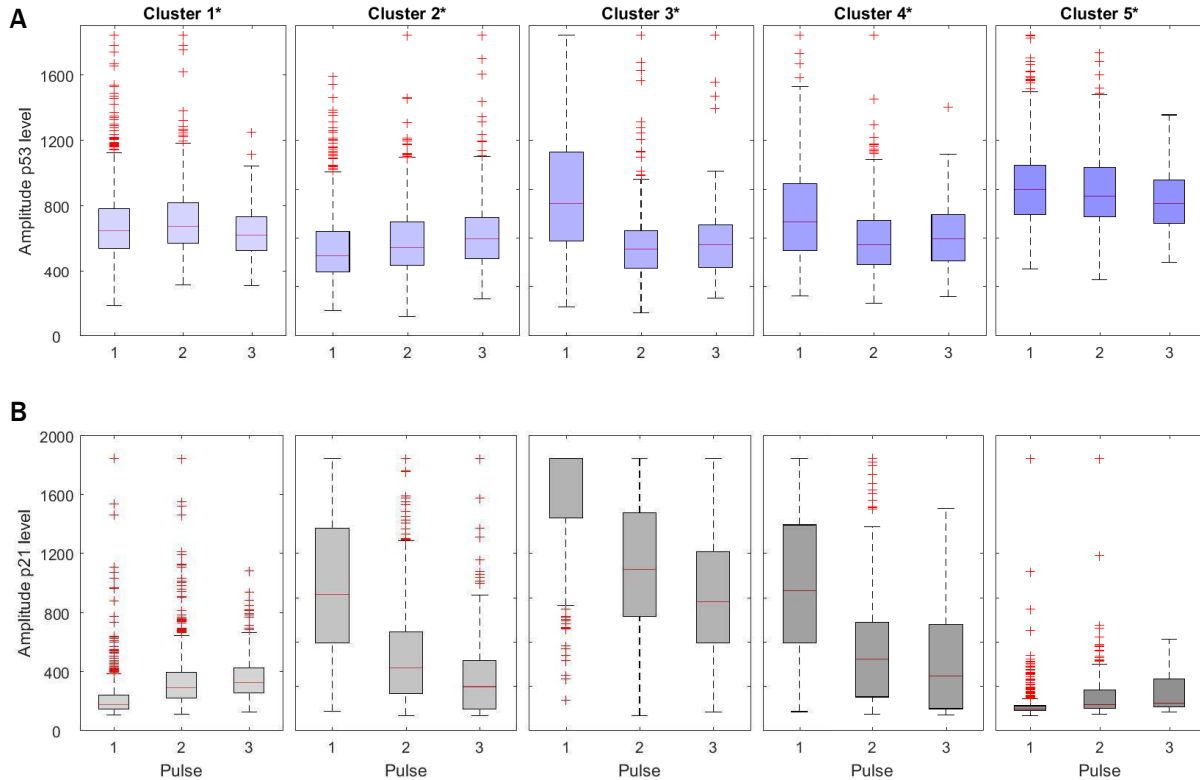 A
Cluster 1* Cluster 2* Cluster 3* Cluster 4* Cluster 5*
Amplitude p53 level
1600
1200
800
400
0
1 2 3 1 2 3 1 2 3 1 2 3 1 2 3
B
Amplitude p21 level
2000
1600
1200
800
400
0
1 2 3 1 2 3 1 2 3 1 2 3 1 2 3
Pulse Pulse Pulse Pulse Pulse